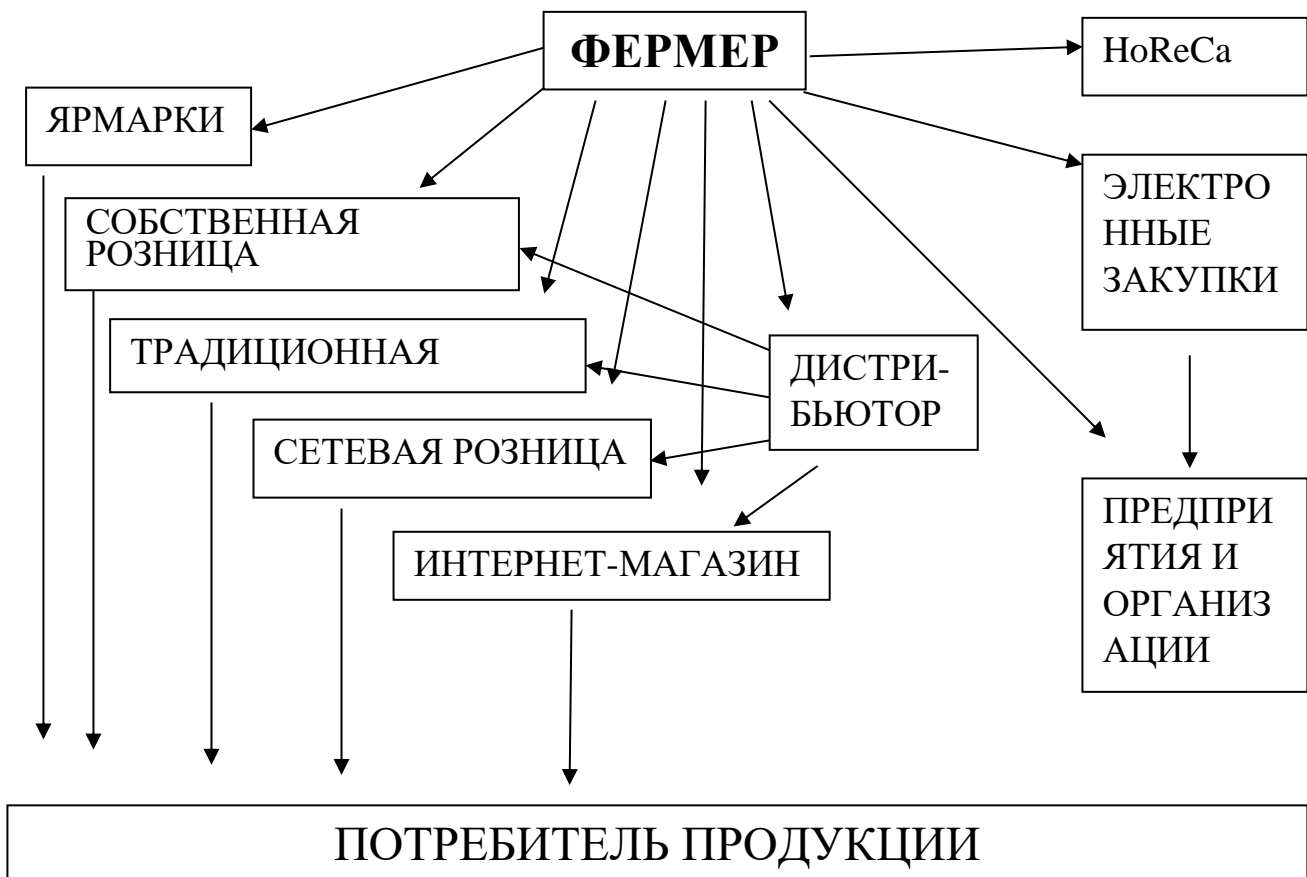 ФЕРМЕР
HoReCa
ЯРМАРКИ
ЭЛЕКТРО
ННЫЕ
ЗАКУПКИ
СОБСТВЕННАЯ
РОЗНИЦА
ТРАДИЦИОННАЯ
ДИСТРИ-
БЬЮТОР
СЕТЕВАЯ РОЗНИЦА
ПРЕДПРИ
ЯТИЯ И
ОРГАНИЗ
АЦИИ
ИНТЕРНЕТ-МАГАЗИН
ПОТРЕБИТЕЛЬ ПРОДУКЦИИ